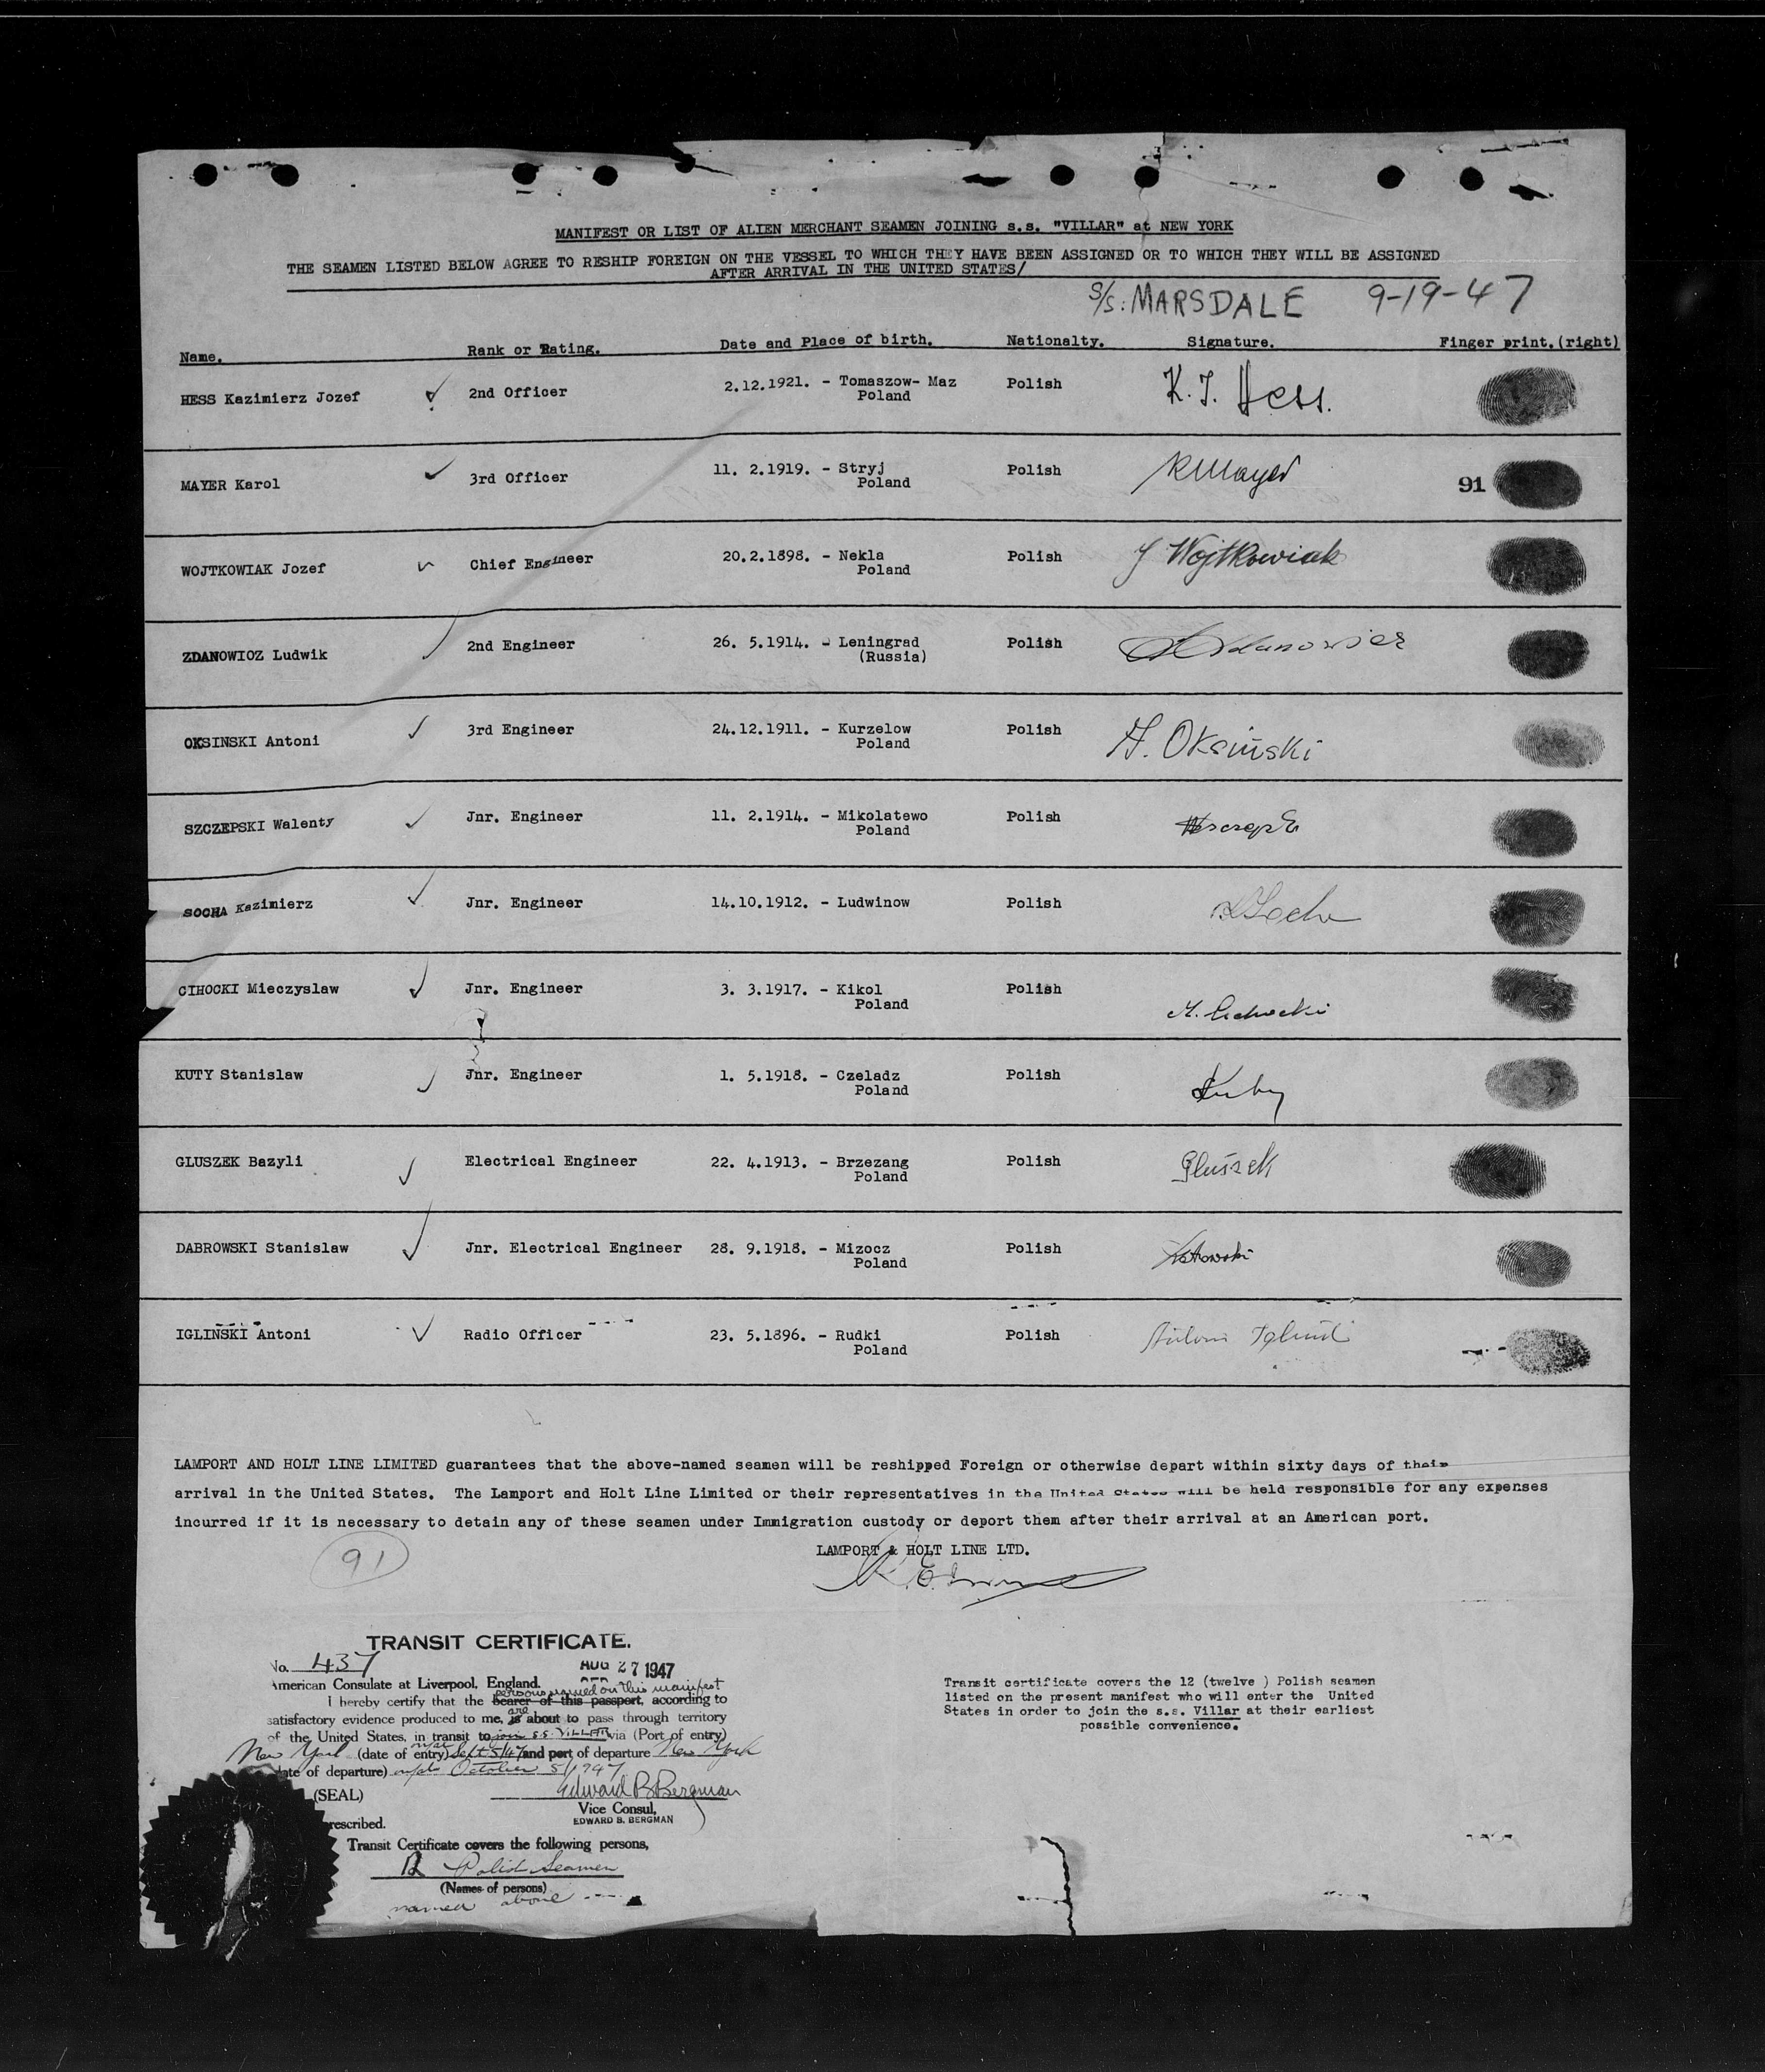 MANIFEST OR LIST OF ALIEN MERCHANT SEAMEN JOINING s.s. "VILLAR" at NEW YORK
THE SEAMEN LISTED BELOW AGREE TO RESHIP FOREIGN ON THE VESSEL TO WHICH THEY HAVE BEEN ASSIGNED OR TO WHICH THEY WILL BE ASSIGNED
AFTER ARRIVAL IN THE UNITED STATES/
S/S: MARSDALE 9-19-47
Name. Rank or Rating. Date and Place of birth. Nationalty. Signature. Finger print.(right)
HESS Kazimierz Jozef 2nd Officer 2.12.1921. - Tomaszow- Maz Polish K. J. Hess.
Poland
MAYER Karol 3rd Officer 11. 2.1919. - Stryj Polish KMayer 91
Poland
WOJTKOWIAK Jozef Chief Engineer 20.2.1898. - Nekla Polish J Wojtkowiak
Poland
ZDANOWIOZ Ludwik 2nd Engineer 26. 5.1914. - Leningrad Polish
(Russia)
OKSINSKI Antoni 3rd Engineer 24.12.1911. - Kurzelow Polish A. Oksiński
Poland
SZCZEPSKI Walenty Jnr. Engineer 11. 2.1914. - Mikolatewo Polish
Poland
SOCHA Kazimierz Jnr. Engineer 14.10.1912. - Ludwinow Polish
CIHOCKI Mieczyslaw Jnr. Engineer 3. 3.1917. - Kikol Polish M. Cichocki
Poland
KUTY Stanislaw Jnr. Engineer 1. 5.1918. - Czeladz Polish
Poland
GLUSZEK Bazyli Electrical Engineer 22. 4.1913. - Brzezang Polish Gluszek
Poland
DABROWSKI Stanislaw Jnr. Electrical Engineer 28. 9.1918. - Mizocz Polish
Poland
IGLINSKI Antoni Radio Officer 23. 5.1896. - Rudki Polish Antoni
Poland
LAMPORT AND HOLT LINE LIMITED guarantees that the above-named seamen will be reshipped Foreign or otherwise depart within sixty days of their
arrival in the United States. The Lamport and Holt Line Limited or their representatives in the United States will be held responsible for any expenses
incurred if it is necessary to detain any of these seamen under Immigration custody or deport them after their arrival at an American port.
91
LAMPORT & HOLT LINE LTD.
TRANSIT CERTIFICATE.
No. 437 AUG 27 1947
American Consulate at Liverpool, England.
persons named on this manifest
I hereby certify that the bearer of this passport, according to
satisfactory evidence produced to me, is are about to pass through territory
of the United States, in transit to join S.S. VILLAR via (Port of entry)
New York (date of entry) Sept 5/47 and port of departure New York
date of departure) October 5/1947
(SEAL) Edward B Bergman
Vice Consul,
EDWARD B. BERGMAN
prescribed.
Transit Certificate covers the following persons,
12 Polish Seamen
(Names of persons)
named above
Transit certificate covers the 12 (twelve ) Polish seamen
listed on the present manifest who will enter the United
States in order to join the s.s. Villar at their earliest
possible convenience.